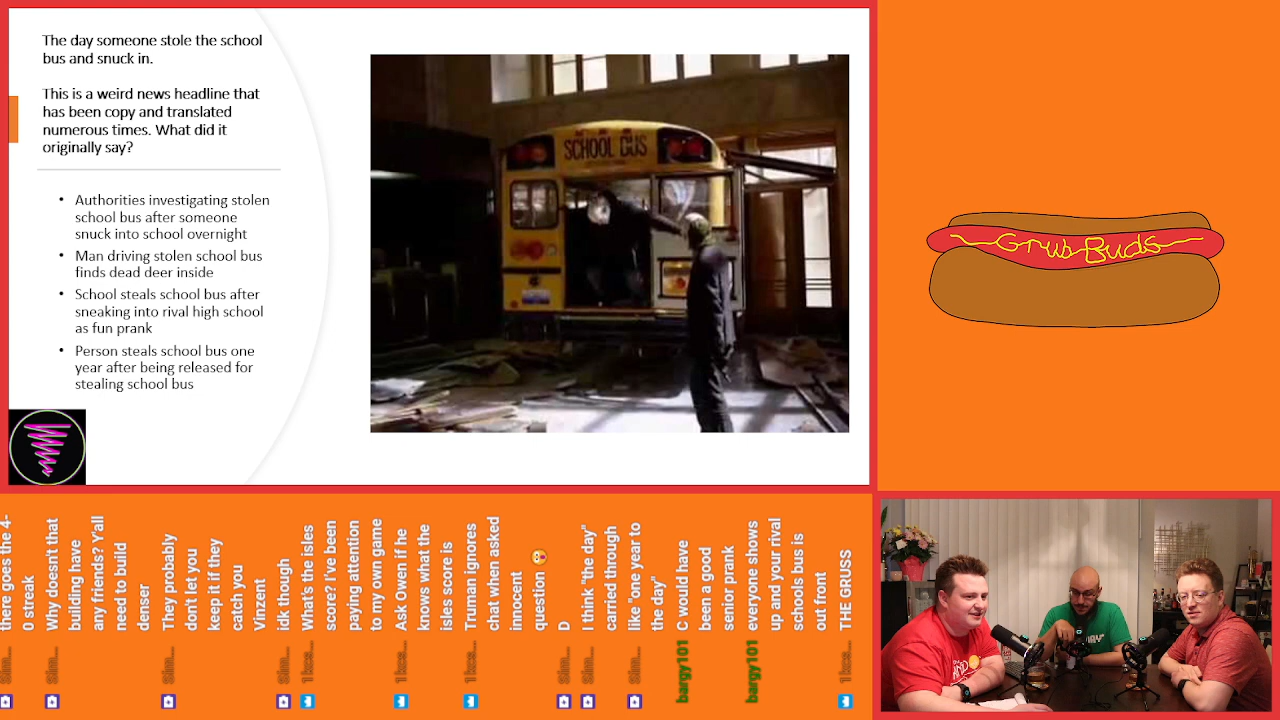 The day someone stole the school
bus and snuck in.
This is a weird news headline that
has been copy and translated
numerous times. What did it
originally say?
• Authorities investigating stolen
school bus after someone
snuck into school overnight
• Man driving stolen school bus
finds dead deer inside
• School steals school bus after
sneaking into rival high school
as fun prank
• Person steals school bus one
year after being released for
stealing school bus
SCHOOL BUS
Grub Buds
there goes the 4-
0 streak
Why doesn't that
building have
any friends? Y'all
need to build
denser
They probably
don't let you
keep it if they
catch you
Vinzent
idk though
What's the isles
score? I've been
paying attention
to my own game
Ask Owen if he
knows what the
isles score is
Truman ignores
chat when asked
innocent
question 😲
D
I think "the day"
carried through
like "one year to
the day"
bargy101 C would have
been a good
senior prank
bargy101 everyone shows
up and your rival
schools bus is
out front
THE GRUSS